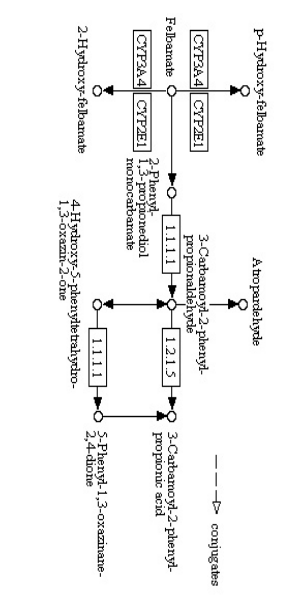 p-Hydroxy-felbamate
Atropardehyde
conjugates
CYP3A4
CYP2E1
3-Carbamoyl-2-phenyl-
propionaldehyde
Felbamate
1.1.1.1
1.2.1.5
3-Carbamoyl-2-phenyl-
propionic acid
2-Phenyl-
1,3-propionediol
monocarbamate
CYP3A4
CYP2E1
1.1.1.1
2-Hydroxy-felbamate
4-Hydroxy-5-phenyltetrahydro-
1,3-oxazin-2-one
5-Phenyl-1,3-oxazinane-
2,4-dione